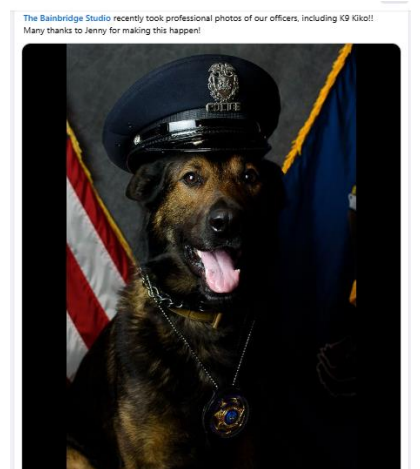 The Bainbridge Studio recently took professional photos of our officers, including K9 Kiko!!
Many thanks to Jenny for making this happen!
POLICE